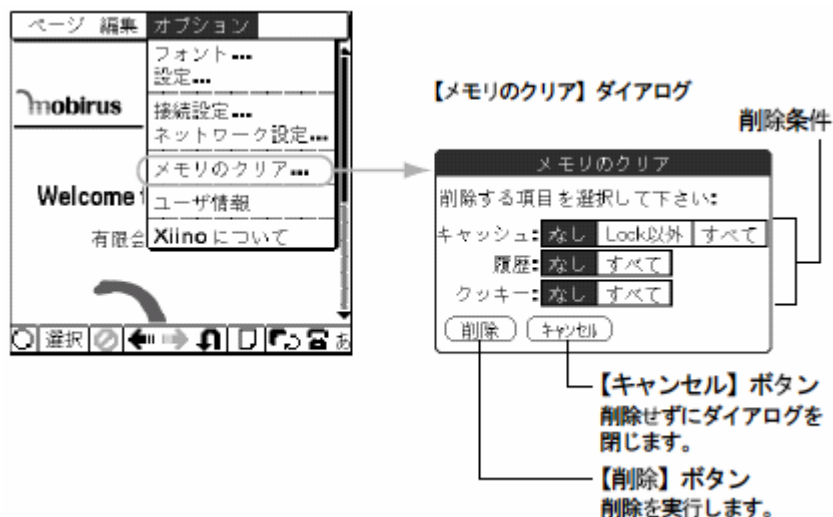 ページ 編集 オプション
フォント...
設定...
接続設定...
ネットワーク設定...
メモリのクリア...
ユーザ情報
Xiino について
mobirus
Welcome
有限会
選択
あ
【メモリのクリア】ダイアログ
削除条件
メモリのクリア
削除する項目を選択して下さい:
キャッシュ: なし Lock以外 すべて
履歴: なし すべて
クッキー: なし すべて
削除 キャンセル
【キャンセル】ボタン
削除せずにダイアログを
閉じます。
【削除】ボタン
削除を実行します。